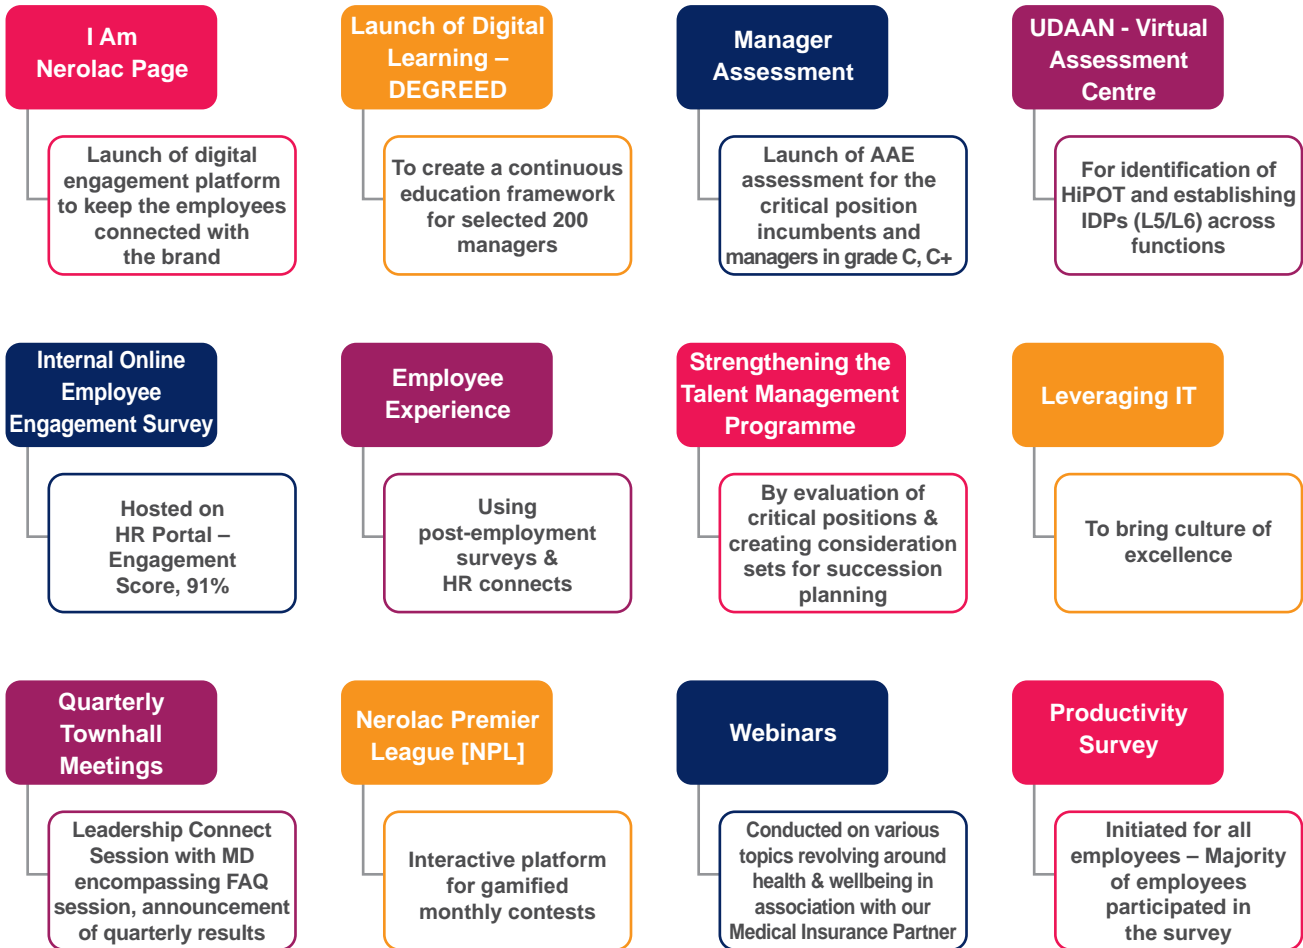 I Am
Nerolac Page
Launch of digital
engagement platform
to keep the employees
connected with
the brand
Launch of Digital
Learning –
DEGREED
To create a continuous
education framework
for selected 200
managers
Manager
Assessment
Launch of AAE
assessment for the
critical position
incumbents and
managers in grade C, C+
UDAAN - Virtual
Assessment
Centre
For identification of
HiPOT and establishing
IDPs (L5/L6) across
functions
Internal Online
Employee
Engagement Survey
Hosted on
HR Portal –
Engagement
Score, 91%
Employee
Experience
Using
post-employment
surveys &
HR connects
Strengthening the
Talent Management
Programme
By evaluation of
critical positions &
creating consideration
sets for succession
planning
Leveraging IT
To bring culture of
excellence
Quarterly
Townhall
Meetings
Leadership Connect
Session with MD
encompassing FAQ
session, announcement
of quarterly results
Nerolac Premier
League [NPL]
Interactive platform
for gamified
monthly contests
Webinars
Conducted on various
topics revolving around
health & wellbeing in
association with our
Medical Insurance Partner
Productivity
Survey
Initiated for all
employees – Majority
of employees
participated in
the survey